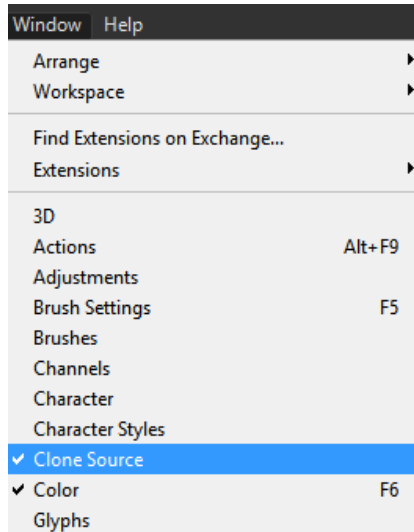 Window Help
Arrange
Workspace
Find Extensions on Exchange...
Extensions
3D
Actions Alt+F9
Adjustments
Brush Settings F5
Brushes
Channels
Character
Character Styles
Clone Source
Color F6
Glyphs